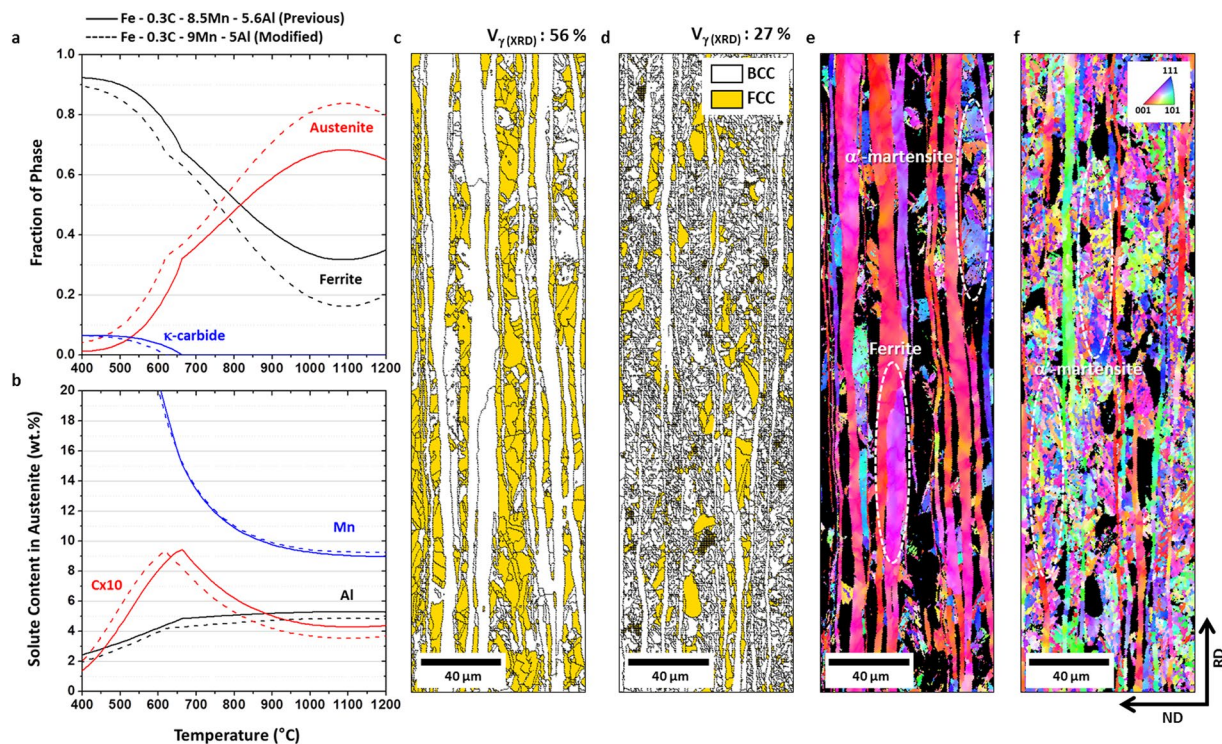 Fe - 0.3C - 8.5Mn - 5.6Al (Previous)
Fe - 0.3C - 9Mn - 5Al (Modified)
a
1.0
0.8
0.6
0.4
0.2
0.0
Fraction of Phase
Austenite
Ferrite
κ-carbide
400 500 600 700 800 900 1000 1100 1200
b
20
18
16
14
12
10
8
6
4
2
0
Solute Content in Austenite (wt.%)
Mn
Cx10
Al
400 500 600 700 800 900 1000 1100 1200
Temperature (°C)
c
Vγ (XRD) : 56 %
40 μm
d
Vγ (XRD) : 27 %
BCC
FCC
40 μm
e
α'-martensite
Ferrite
40 μm
f
111
001 101
α'-martensite
40 μm
RD
ND